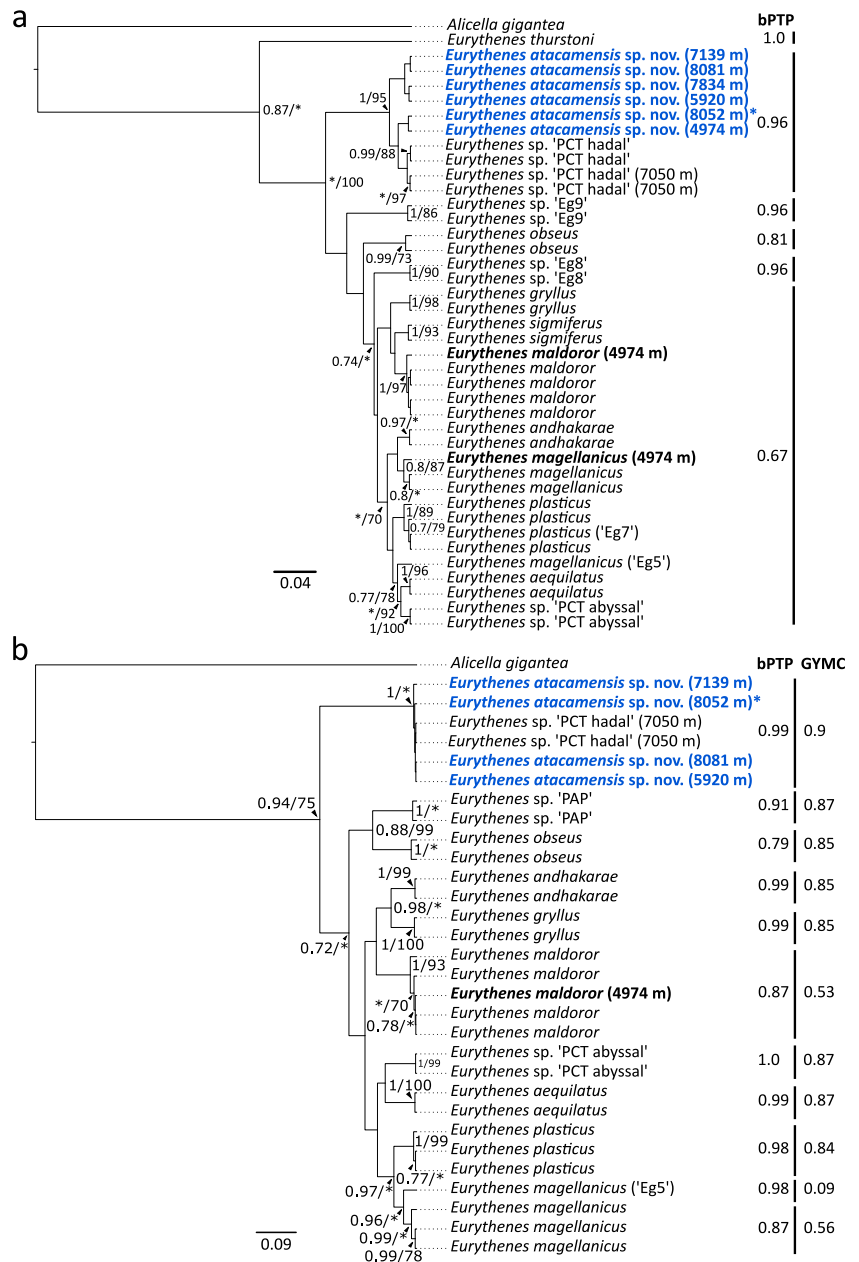 a
bPTP
Alicella gigantea
Eurythenes thurstoni
1.0
Eurythenes atacamensis sp. nov. (7139 m)
Eurythenes atacamensis sp. nov. (8081 m)
Eurythenes atacamensis sp. nov. (7834 m)
Eurythenes atacamensis sp. nov. (5920 m)
Eurythenes atacamensis sp. nov. (8052 m)*
Eurythenes atacamensis sp. nov. (4974 m)
0.96
Eurythenes sp. 'PCT hadal'
Eurythenes sp. 'PCT hadal'
Eurythenes sp. 'PCT hadal' (7050 m)
Eurythenes sp. 'PCT hadal' (7050 m)
0.87/*
1/95
0.99/88
*/97
*/100
Eurythenes sp. 'Eg9'
Eurythenes sp. 'Eg9'
1/86
0.96
Eurythenes obseus
Eurythenes obseus
0.99/73
0.81
Eurythenes sp. 'Eg8'
Eurythenes sp. 'Eg8'
1/90
0.96
Eurythenes gryllus
Eurythenes gryllus
1/98
Eurythenes sigmiferus
Eurythenes sigmiferus
1/93
0.74/*
Eurythenes maldoror (4974 m)
Eurythenes maldoror
Eurythenes maldoror
Eurythenes maldoror
Eurythenes maldoror
1/97
Eurythenes andhakarae
Eurythenes andhakarae
0.97/*
Eurythenes magellanicus (4974 m)
Eurythenes magellanicus
Eurythenes magellanicus
0.8/87
0.8/*
0.67
Eurythenes plasticus
Eurythenes plasticus
Eurythenes plasticus ('Eg7')
Eurythenes plasticus
1/89
0.7/79
*/70
Eurythenes magellanicus ('Eg5')
Eurythenes aequilatus
Eurythenes aequilatus
1/96
0.77/78
*/92
Eurythenes sp. 'PCT abyssal'
Eurythenes sp. 'PCT abyssal'
1/100
0.04
b
bPTP GYMC
Alicella gigantea
Eurythenes atacamensis sp. nov. (7139 m)
Eurythenes atacamensis sp. nov. (8052 m)*
Eurythenes sp. 'PCT hadal' (7050 m)
Eurythenes sp. 'PCT hadal' (7050 m)
Eurythenes atacamensis sp. nov. (8081 m)
Eurythenes atacamensis sp. nov. (5920 m)
1/*
0.99 0.9
0.94/75
Eurythenes sp. 'PAP'
Eurythenes sp. 'PAP'
1/*
0.91 0.87
0.88/99
Eurythenes obseus
Eurythenes obseus
1/*
0.79 0.85
Eurythenes andhakarae
Eurythenes andhakarae
1/99
0.99 0.85
0.98/*
Eurythenes gryllus
Eurythenes gryllus
1/100
0.99 0.85
0.72/*
Eurythenes maldoror
Eurythenes maldoror
Eurythenes maldoror (4974 m)
Eurythenes maldoror
Eurythenes maldoror
1/93
*/70
0.78/*
0.87 0.53
Eurythenes sp. 'PCT abyssal'
Eurythenes sp. 'PCT abyssal'
1/99
1.0 0.87
Eurythenes aequilatus
Eurythenes aequilatus
1/100
0.99 0.87
Eurythenes plasticus
Eurythenes plasticus
Eurythenes plasticus
1/99
0.77/*
0.98 0.84
0.97/*
Eurythenes magellanicus ('Eg5')
0.98 0.09
Eurythenes magellanicus
Eurythenes magellanicus
Eurythenes magellanicus
0.96/*
0.99/*
0.99/78
0.87 0.56
0.09